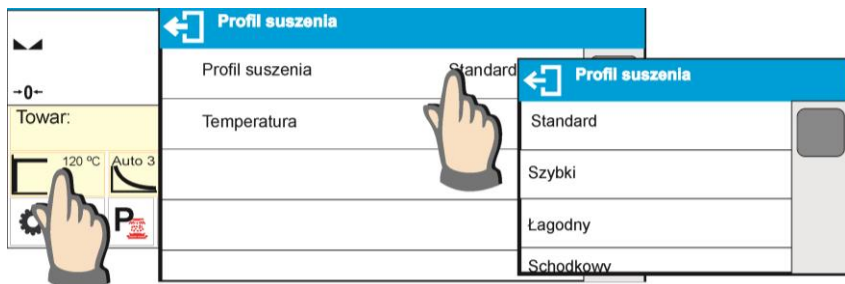 →0←
Towar:
120 ºC
Auto 3
P
Profil suszenia
Profil suszenia Standard
Temperatura
Profil suszenia
Standard
Szybki
Łagodny
Schodkowy